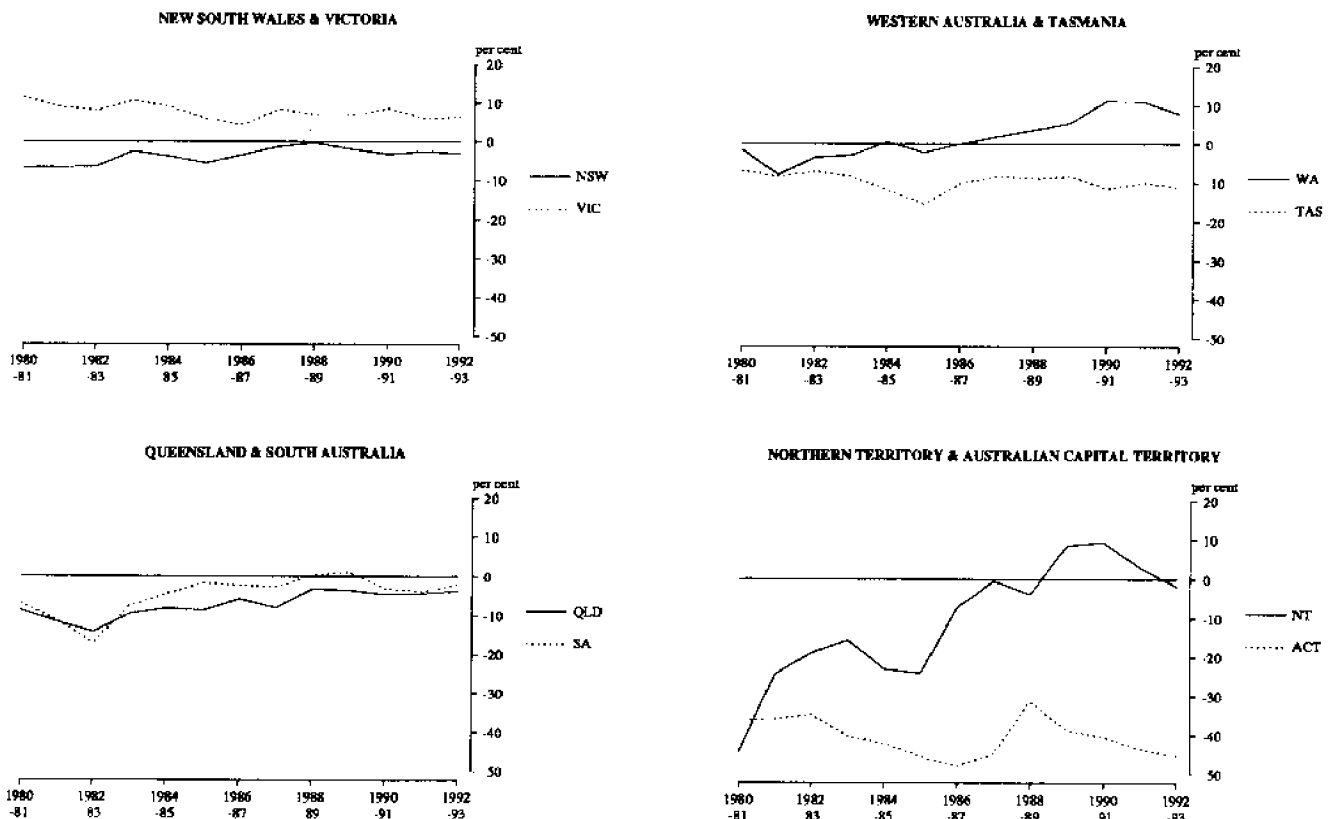 NEW SOUTH WALES & VICTORIA
per cent
20
10
0
-10
-20
-30
-40
-50
NSW
VIC
1980 1982 1984 1986 1988 1990 1992
-81 -83 85 -87 -89 -91 -93
WESTERN AUSTRALIA & TASMANIA
per cent
20
10
0
-10
-20
-30
-40
-50
WA
TAS
1980 1982 1984 1986 1988 1990 1992
-81 -83 -85 -87 -89 -91 -93
QUEENSLAND & SOUTH AUSTRALIA
per cent
20
10
0
-10
-20
-30
-40
50
QLD
SA
1980 1982 1984 1986 1988 1990 1992
-81 83 -85 -87 89 -91 -93
NORTHERN TERRITORY & AUSTRALIAN CAPITAL TERRITORY
per cent
20
10
0
-10
-20
-30
-40
50
NT
ACT
1980 1982 1984 1986 1988 1990 1992
-81 83 -85 -87 -89 -91 -93